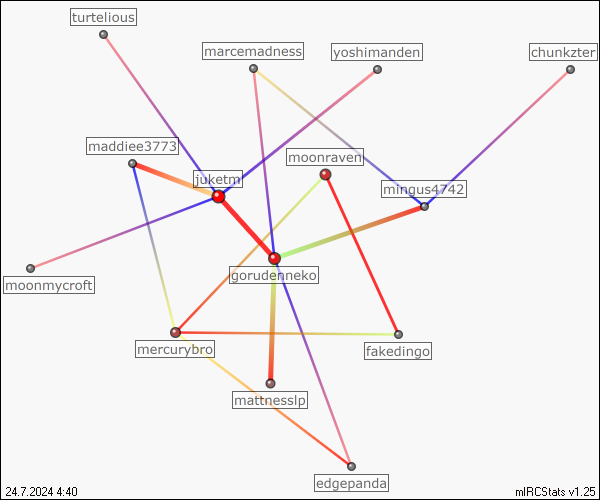 turtelious
marcemadness
yoshimanden
chunkzter
maddiee3773
moonraven
juketm
mingus4742
moonmycroft
gorudenneko
mercurybro
fakedingo
mattnesslp
edgepanda
24.7.2024 4:40
mIRCStats v1.25